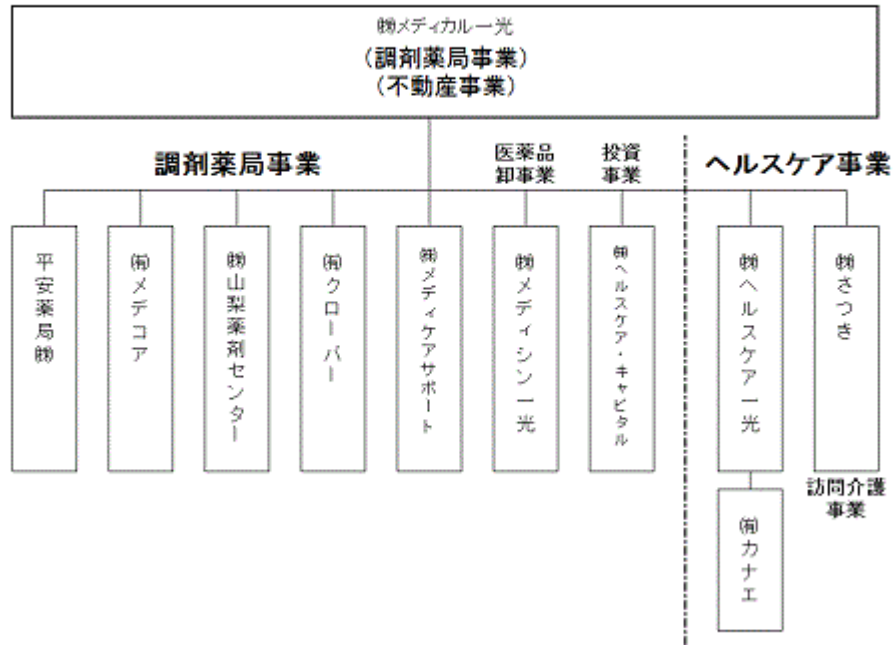 ㈱メディカル一光
(調剤薬局事業)
(不動産事業)
調剤薬局事業
医薬品
卸事業
投資
事業
ヘルスケア事業
平安薬局㈱
㈲メデコア
㈱山梨薬剤センター
㈲クローバー
㈱メディケアサポート
㈱メディシン一光
㈱ヘルスケア・キャピタル
㈱ヘルスケア一光
㈱さつき
訪問介護
事業
㈲カナエ